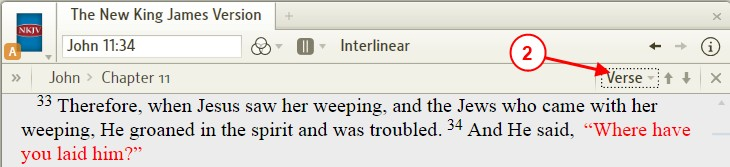 The New King James Version
NKJV
A
John 11:34
Interlinear
2
» John > Chapter 11
Verse
33 Therefore, when Jesus saw her weeping, and the Jews who came with her
weeping, He groaned in the spirit and was troubled. 34 And He said, “Where have
you laid him?”